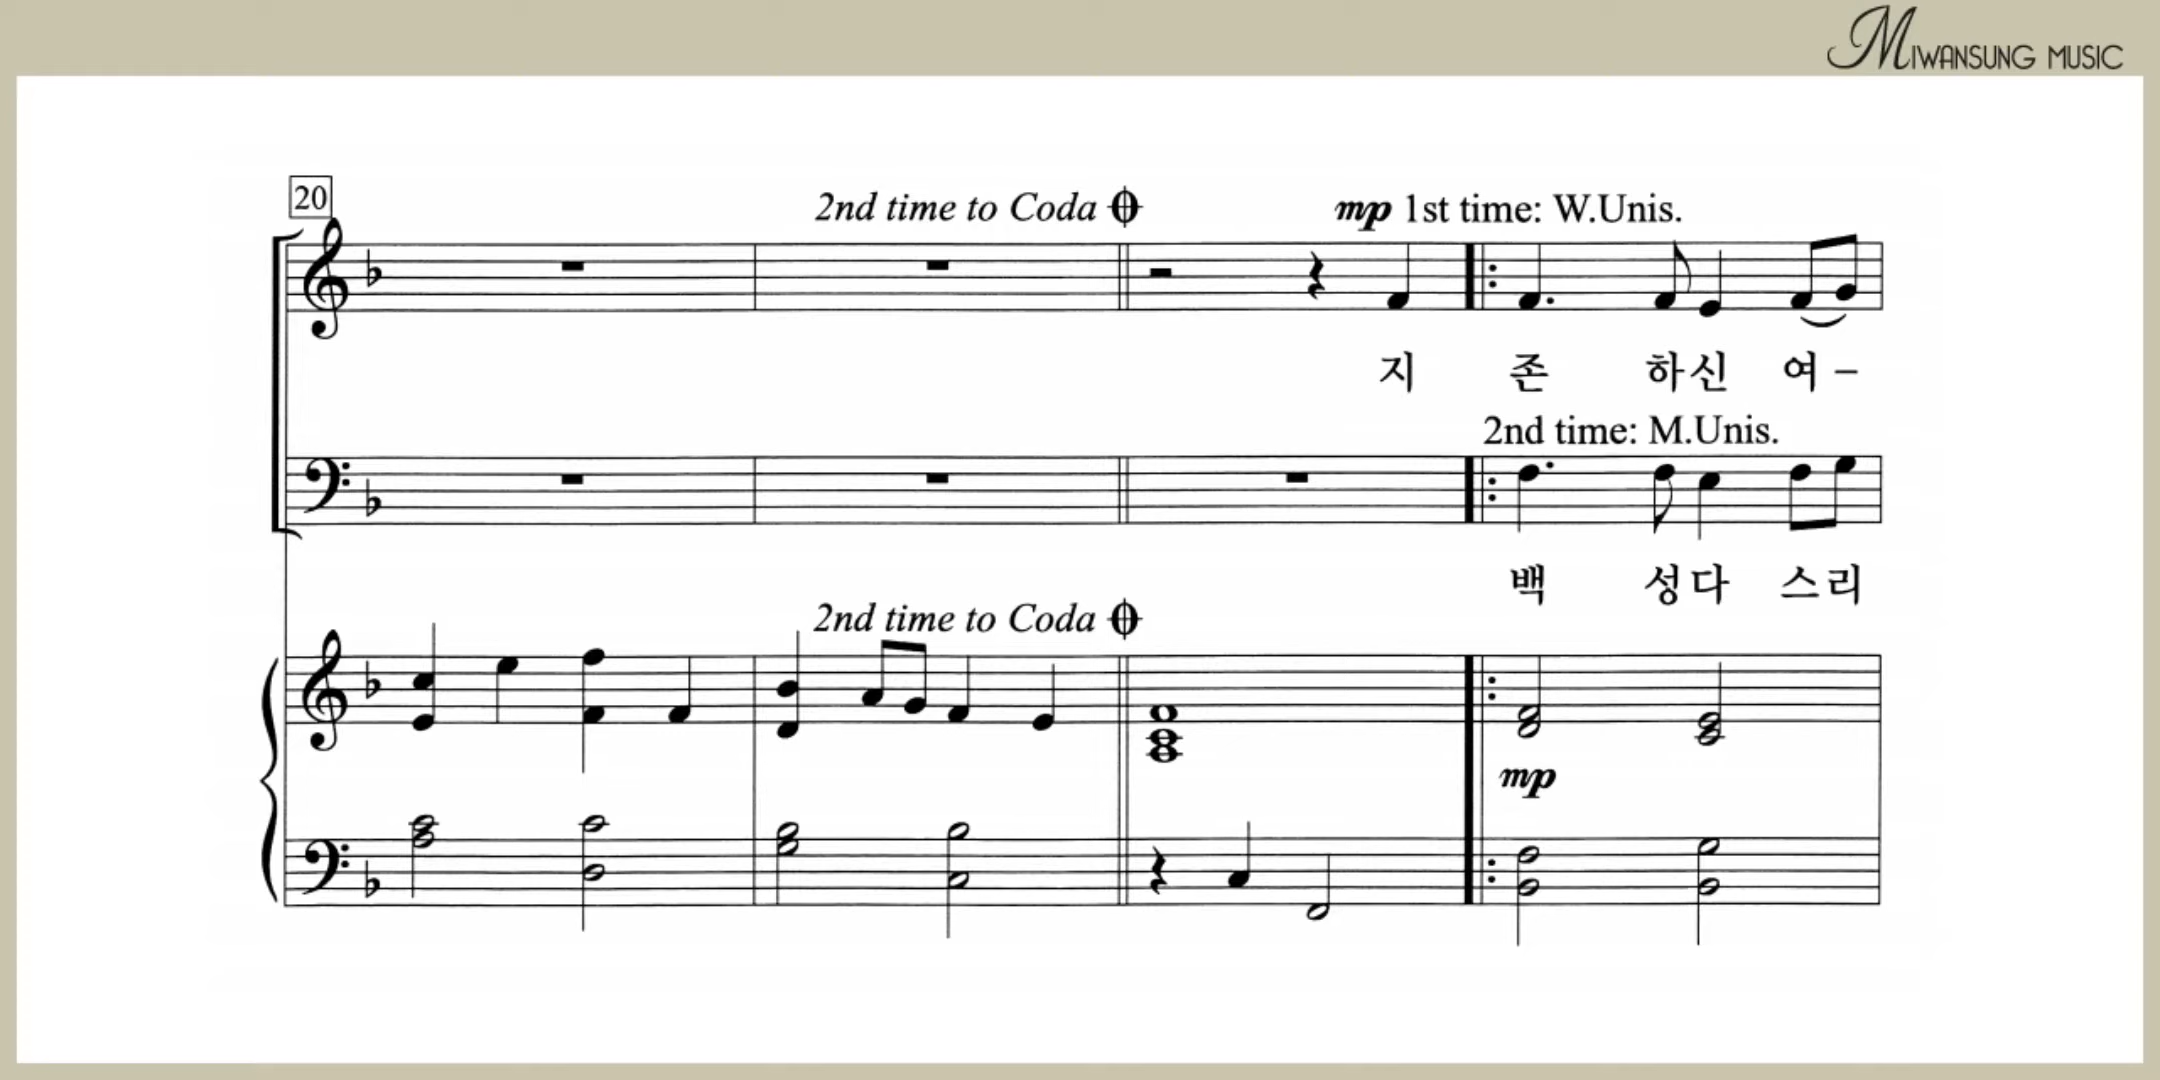 MIWANSUNG MUSIC
20
2nd time to Coda
mp 1st time: W.Unis.
지 존 하신 여 –
2nd time: M.Unis.
백 성다 스리
2nd time to Coda
mp